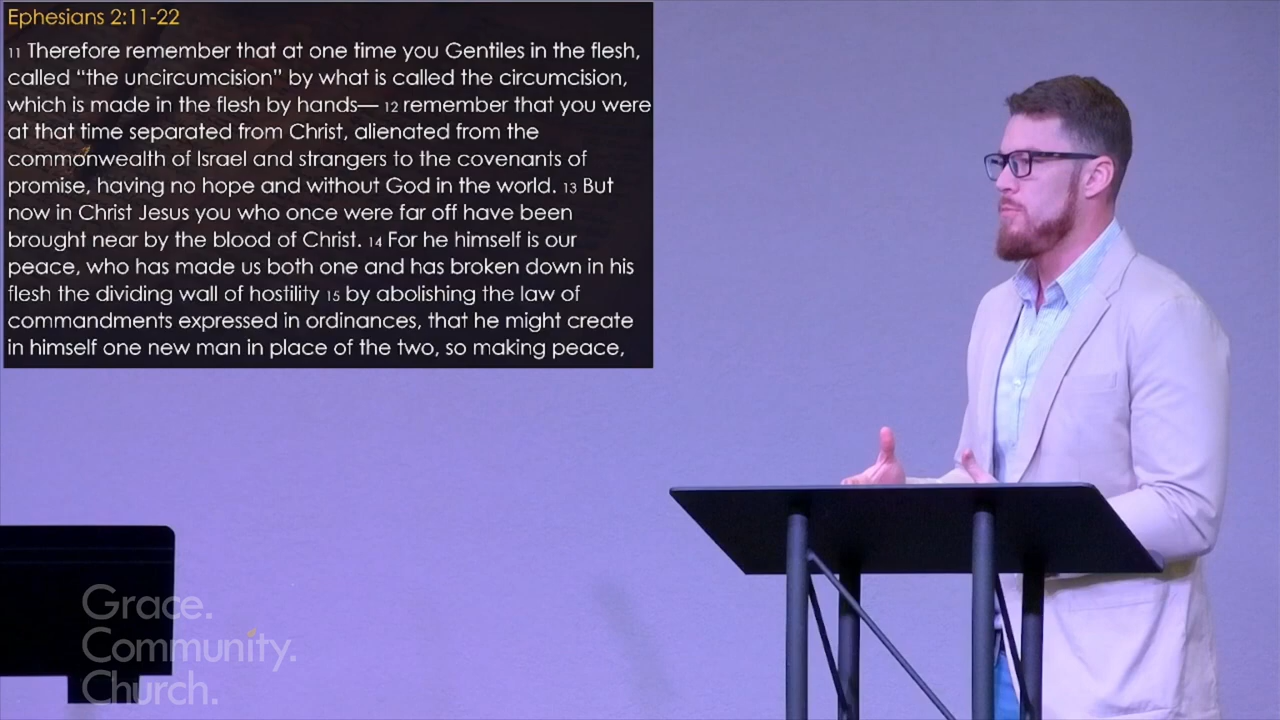 Ephesians 2:11-22
11 Therefore remember that at one time you Gentiles in the flesh,
called “the uncircumcision” by what is called the circumcision,
which is made in the flesh by hands— 12 remember that you were
at that time separated from Christ, alienated from the
commonwealth of Israel and strangers to the covenants of
promise, having no hope and without God in the world. 13 But
now in Christ Jesus you who once were far off have been
brought near by the blood of Christ. 14 For he himself is our
peace, who has made us both one and has broken down in his
flesh the dividing wall of hostility 15 by abolishing the law of
commandments expressed in ordinances, that he might create
in himself one new man in place of the two, so making peace,
Grace.
Community.
Church.